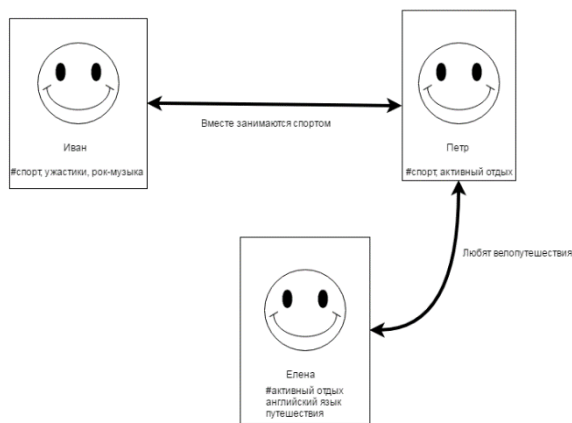 Вместе занимаются спортом
Иван
#спорт, ужастики, рок-музыка
Петр
#спорт, активный отдых
Любят велопутешествия
Елена
#активный отдых
английский язык
путешествия